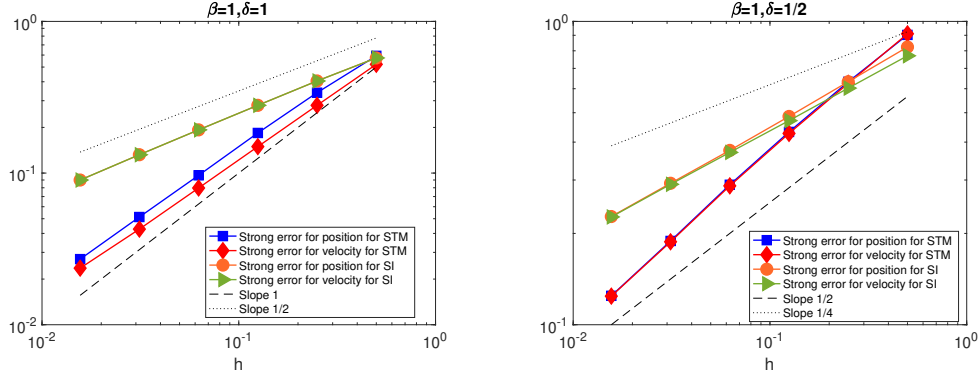 β=1,δ=1
10^0
10^-1
10^-2
Strong error for position for STM
Strong error for velocity for STM
Strong error for position for SI
Strong error for velocity for SI
Slope 1
Slope 1/2
10^-2
10^-1
10^0
h
β=1,δ=1/2
10^0
10^-1
Strong error for position for STM
Strong error for velocity for STM
Strong error for position for SI
Strong error for velocity for SI
Slope 1/2
Slope 1/4
10^-2
10^-1
10^0
h